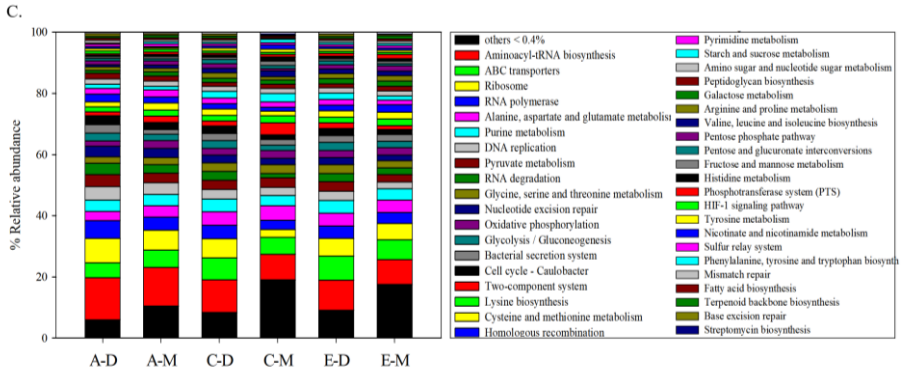 C.
% Relative abundance
100
80
60
40
20
0
A-D
A-M
C-D
C-M
E-D
E-M
others < 0.4%
Aminoacyl-tRNA biosynthesis
ABC transporters
Ribosome
RNA polymerase
Alanine, aspartate and glutamate metabolism
Purine metabolism
DNA replication
Pyruvate metabolism
RNA degradation
Glycine, serine and threonine metabolism
Nucleotide excision repair
Oxidative phosphorylation
Glycolysis / Gluconeogenesis
Bacterial secretion system
Cell cycle - Caulobacter
Two-component system
Lysine biosynthesis
Cysteine and methionine metabolism
Homologous recombination
Pyrimidine metabolism
Starch and sucrose metabolism
Amino sugar and nucleotide sugar metabolism
Peptidoglycan biosynthesis
Galactose metabolism
Arginine and proline metabolism
Valine, leucine and isoleucine biosynthesis
Pentose phosphate pathway
Pentose and glucuronate interconversions
Fructose and mannose metabolism
Histidine metabolism
Phosphotransferase system (PTS)
HIF-1 signaling pathway
Tyrosine metabolism
Nicotinate and nicotinamide metabolism
Sulfur relay system
Phenylalanine, tyrosine and tryptophan biosynth
Mismatch repair
Fatty acid biosynthesis
Terpenoid backbone biosynthesis
Base excision repair
Streptomycin biosynthesis